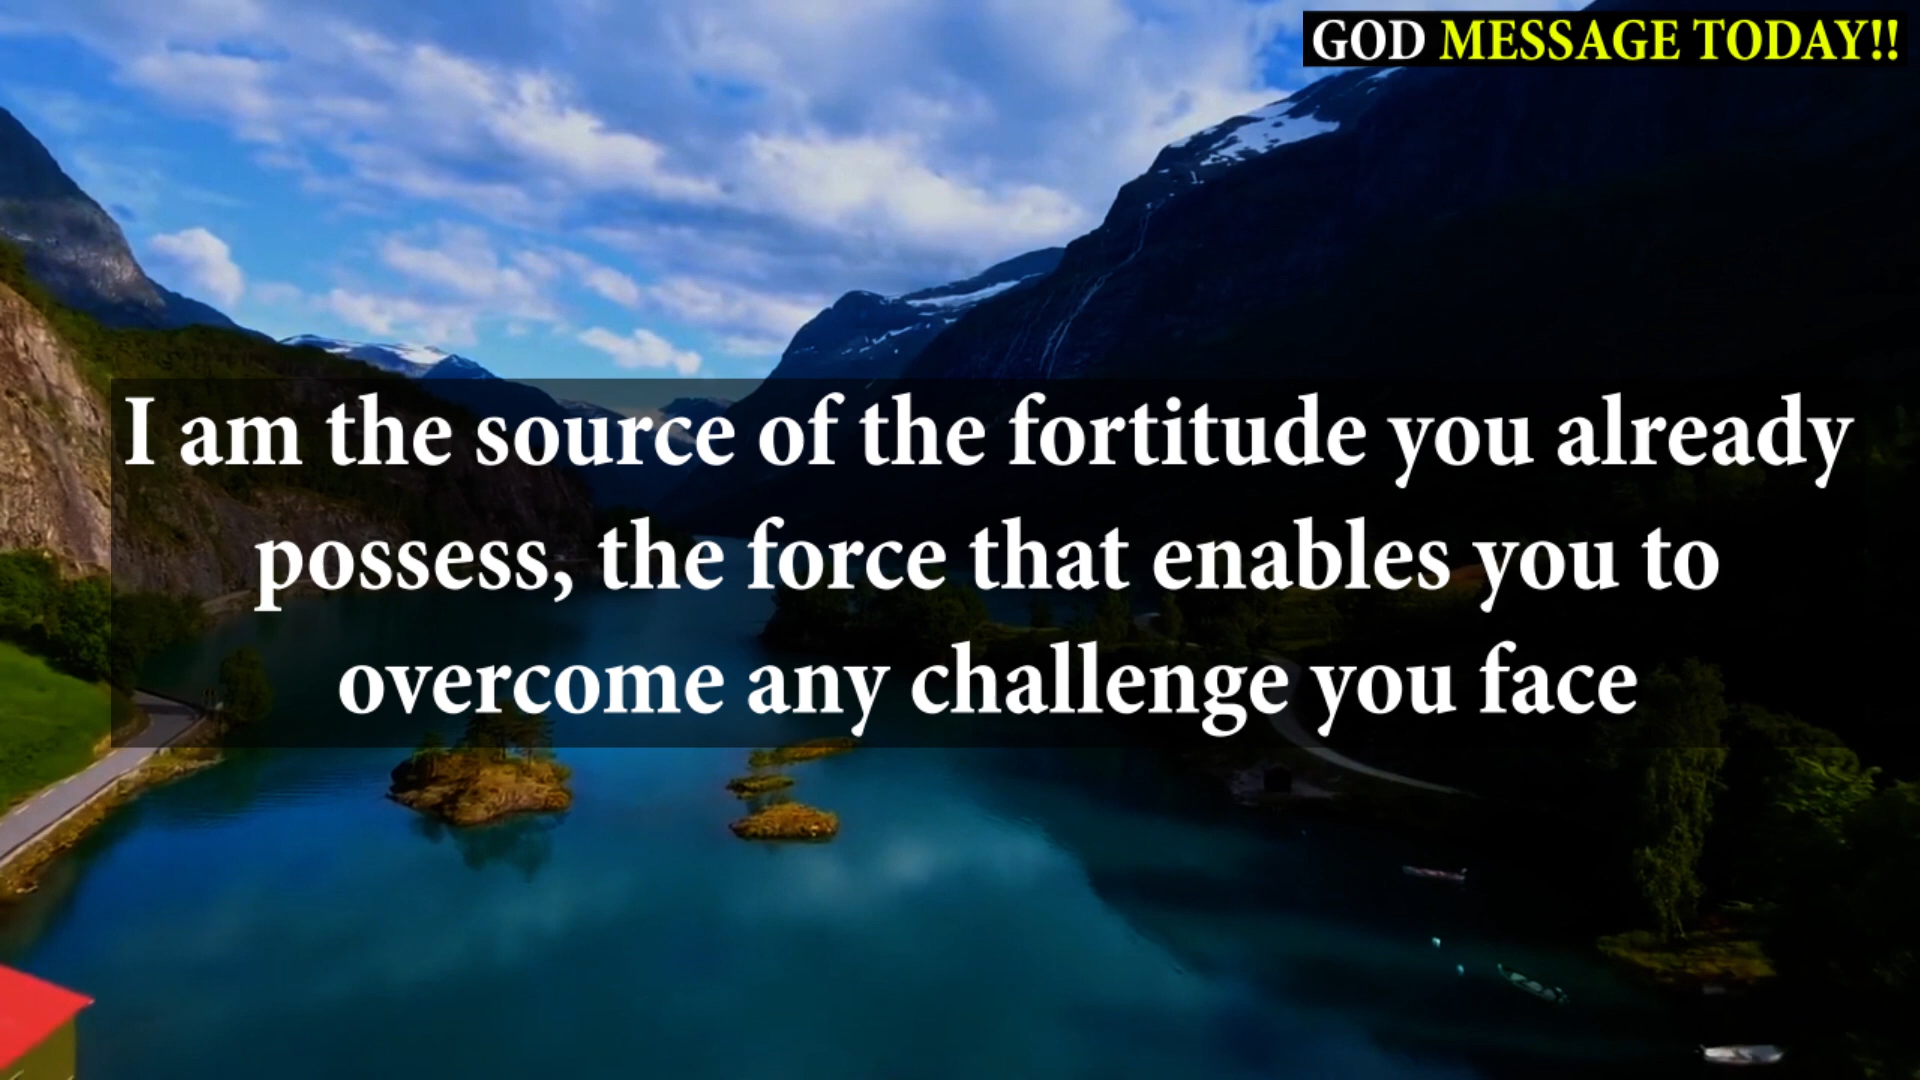 GOD MESSAGE TODAY!!
I am the source of the fortitude you already
possess, the force that enables you to
overcome any challenge you face